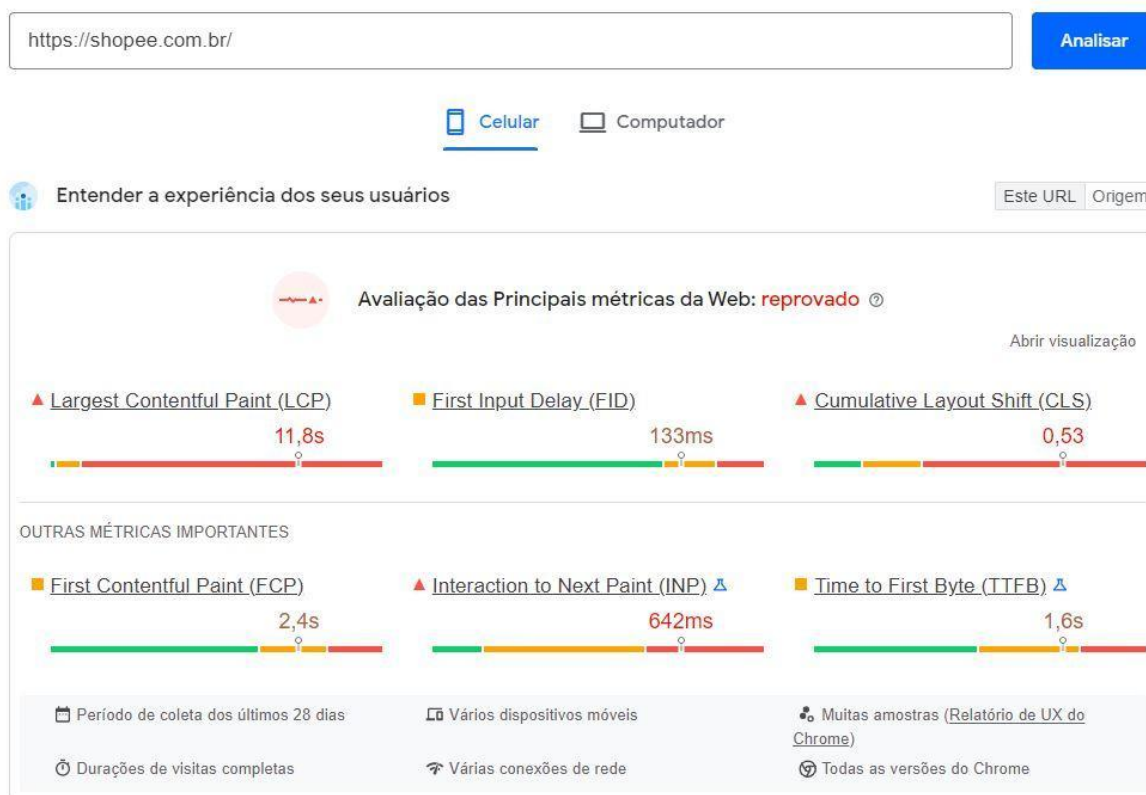 https://shopee.com.br/
Analisar
Celular
Computador
Entender a experiência dos seus usuários
Este URL
Origem
Avaliação das Principais métricas da Web: reprovado
Abrir visualização
Largest Contentful Paint (LCP)
First Input Delay (FID)
Cumulative Layout Shift (CLS)
11,8s
133ms
0,53
OUTRAS MÉTRICAS IMPORTANTES
First Contentful Paint (FCP)
Interaction to Next Paint (INP)
Time to First Byte (TTFB)
2,4s
642ms
1,6s
Período de coleta dos últimos 28 dias
Vários dispositivos móveis
Muitas amostras (Relatório de UX do
Chrome)
Durações de visitas completas
Várias conexões de rede
Todas as versões do Chrome